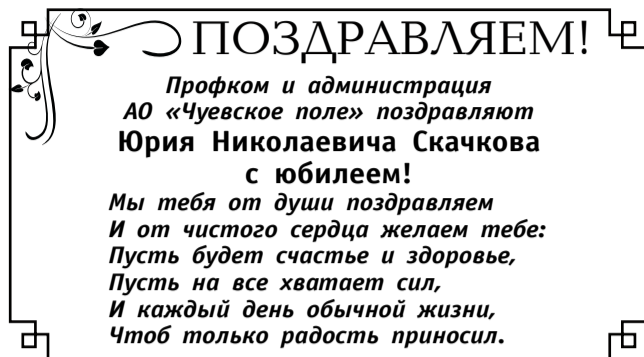 ПОЗДРАВЛЯЕМ!
Профком и администрация
АО «Чуевское поле» поздравляют
Юрия Николаевича Скачкова
с юбилеем!
Мы тебя от души поздравляем
И от чистого сердца желаем тебе:
Пусть будет счастье и здоровье,
Пусть на все хватает сил,
И каждый день обычной жизни,
Чтоб только радость приносил.